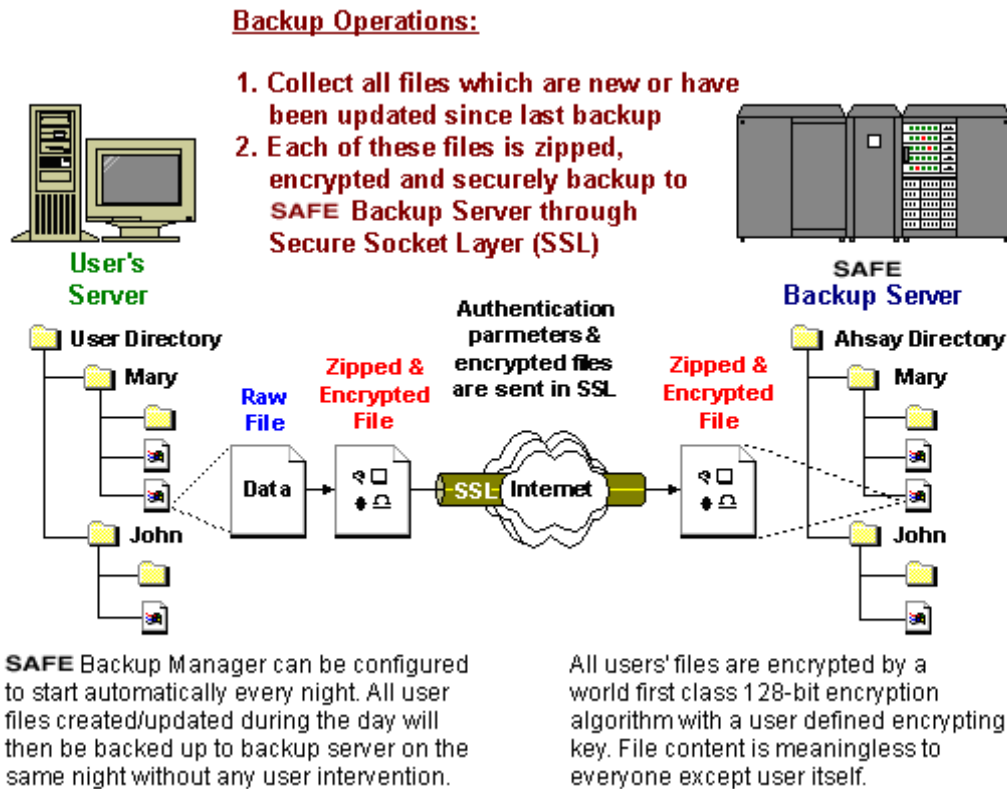 Backup Operations:
1. Collect all files which are new or have
been updated since last backup
2. Each of these files is zipped,
encrypted and securely backup to
SAFE Backup Server through
Secure Socket Layer (SSL)
User's
Server
SAFE
Backup Server
User Directory
Mary
John
Raw
File
Data
Zipped &
Encrypted
File
Authentication
parmeters &
encrypted files
are sent in SSL
SSL
Internet
Zipped &
Encrypted
File
Ahsay Directory
Mary
John
SAFE Backup Manager can be configured
to start automatically every night. All user
files created/updated during the day will
then be backed up to backup server on the
same night without any user intervention.
All users' files are encrypted by a
world first class 128-bit encryption
algorithm with a user defined encrypting
key. File content is meaningless to
everyone except user itself.